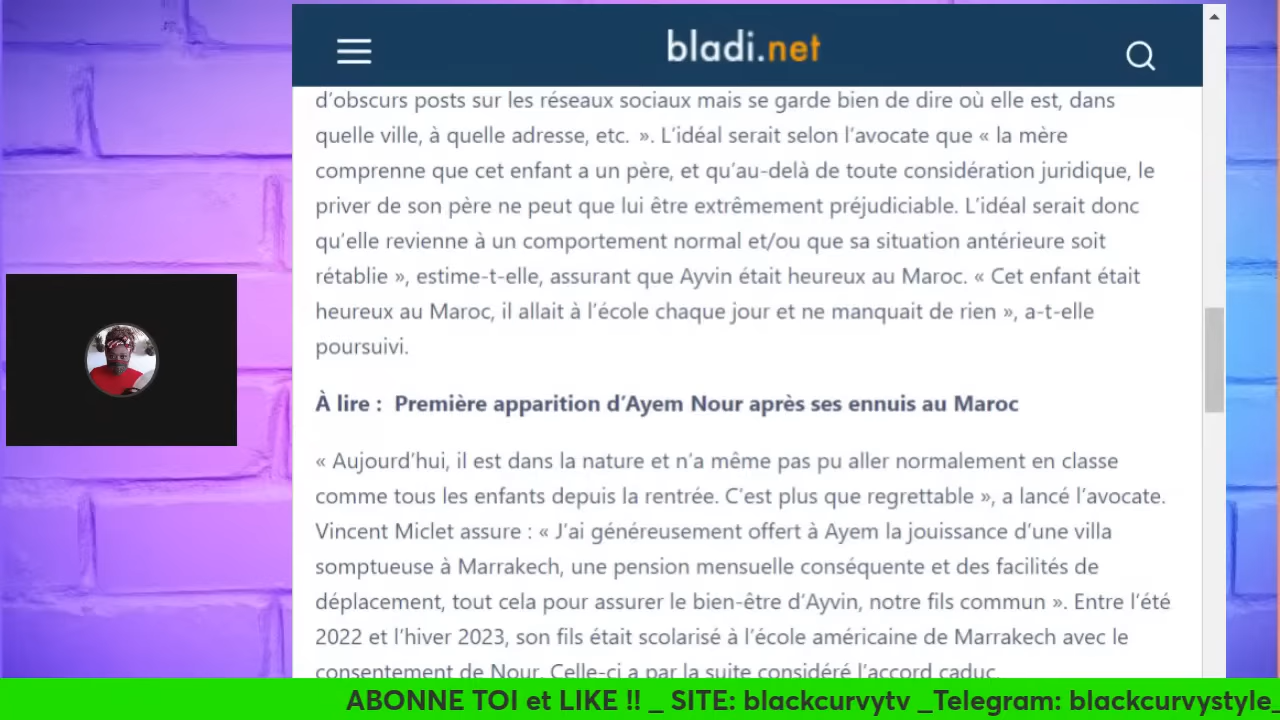 bladi.net
d’obscurs posts sur les réseaux sociaux mais se garde bien de dire où elle est, dans
quelle ville, à quelle adresse, etc. ». L’idéal serait selon l’avocate que « la mère
comprenne que cet enfant a un père, et qu’au-delà de toute considération juridique, le
priver de son père ne peut que lui être extrêmement préjudiciable. L’idéal serait donc
qu’elle revienne à un comportement normal et/ou que sa situation antérieure soit
rétablie », estime-t-elle, assurant que Ayvin était heureux au Maroc. « Cet enfant était
heureux au Maroc, il allait à l’école chaque jour et ne manquait de rien », a-t-elle
poursuivi.
À lire : Première apparition d’Ayem Nour après ses ennuis au Maroc
« Aujourd’hui, il est dans la nature et n’a même pas pu aller normalement en classe
comme tous les enfants depuis la rentrée. C’est plus que regrettable », a lancé l’avocate.
Vincent Miclet assure : « J’ai généreusement offert à Ayem la jouissance d’une villa
somptueuse à Marrakech, une pension mensuelle conséquente et des facilités de
déplacement, tout cela pour assurer le bien-être d’Ayvin, notre fils commun ». Entre l’été
2022 et l’hiver 2023, son fils était scolarisé à l’école américaine de Marrakech avec le
consentement de Nour. Celle-ci a par la suite considéré l’accord caduc.
ABONNE TOI et LIKE !! _ SITE: blackcurvytv _Telegram: blackcurvystyle_